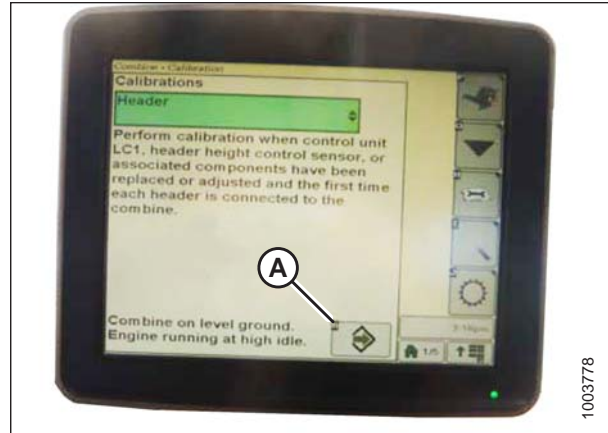 Combine - Calibration
Calibrations
Header
Perform calibration when control unit
LC1, header height control sensor, or
associated components have been
replaced or adjusted and the first time
each header is connected to the
combine.
A
Combine on level ground.
Engine running at high idle.
1/5
1003778